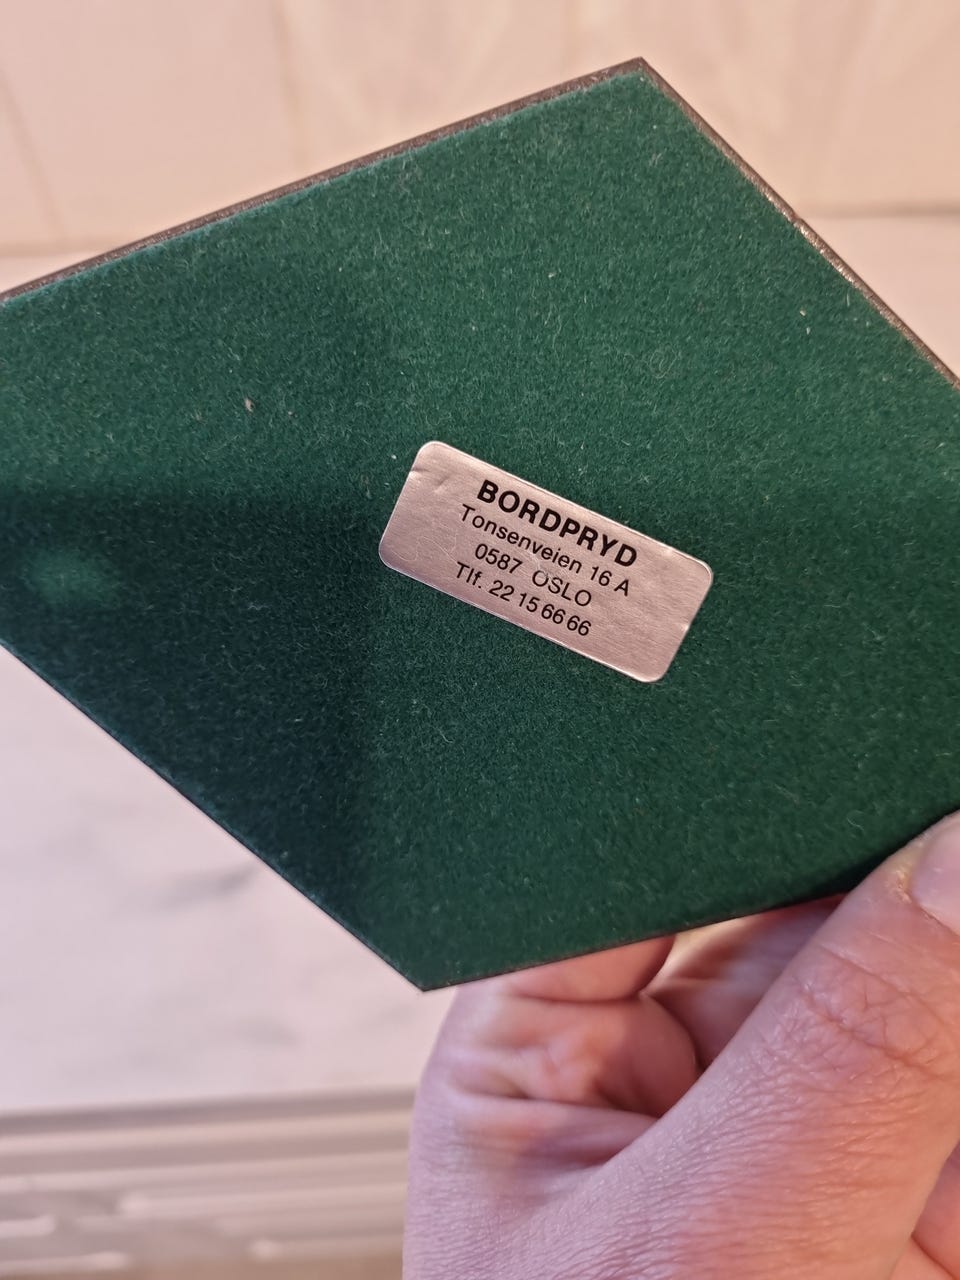 BORDPRYD
Tonsenveien 16 A
0587 OSLO
Tlf. 22 15 66 66